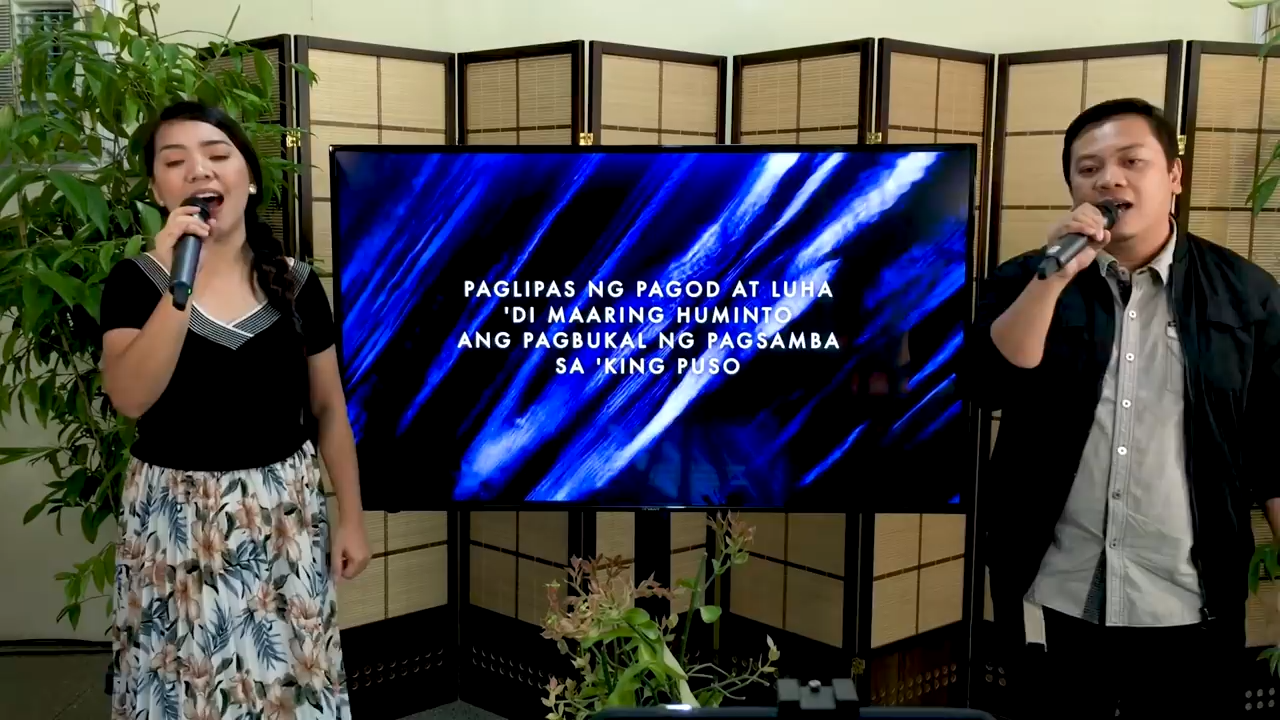 PAGLIPAS NG PAGOD AT LUHA
'DI MAARING HUMINTO
ANG PAGBUKAL NG PAGSAMBA
SA 'KING PUSO